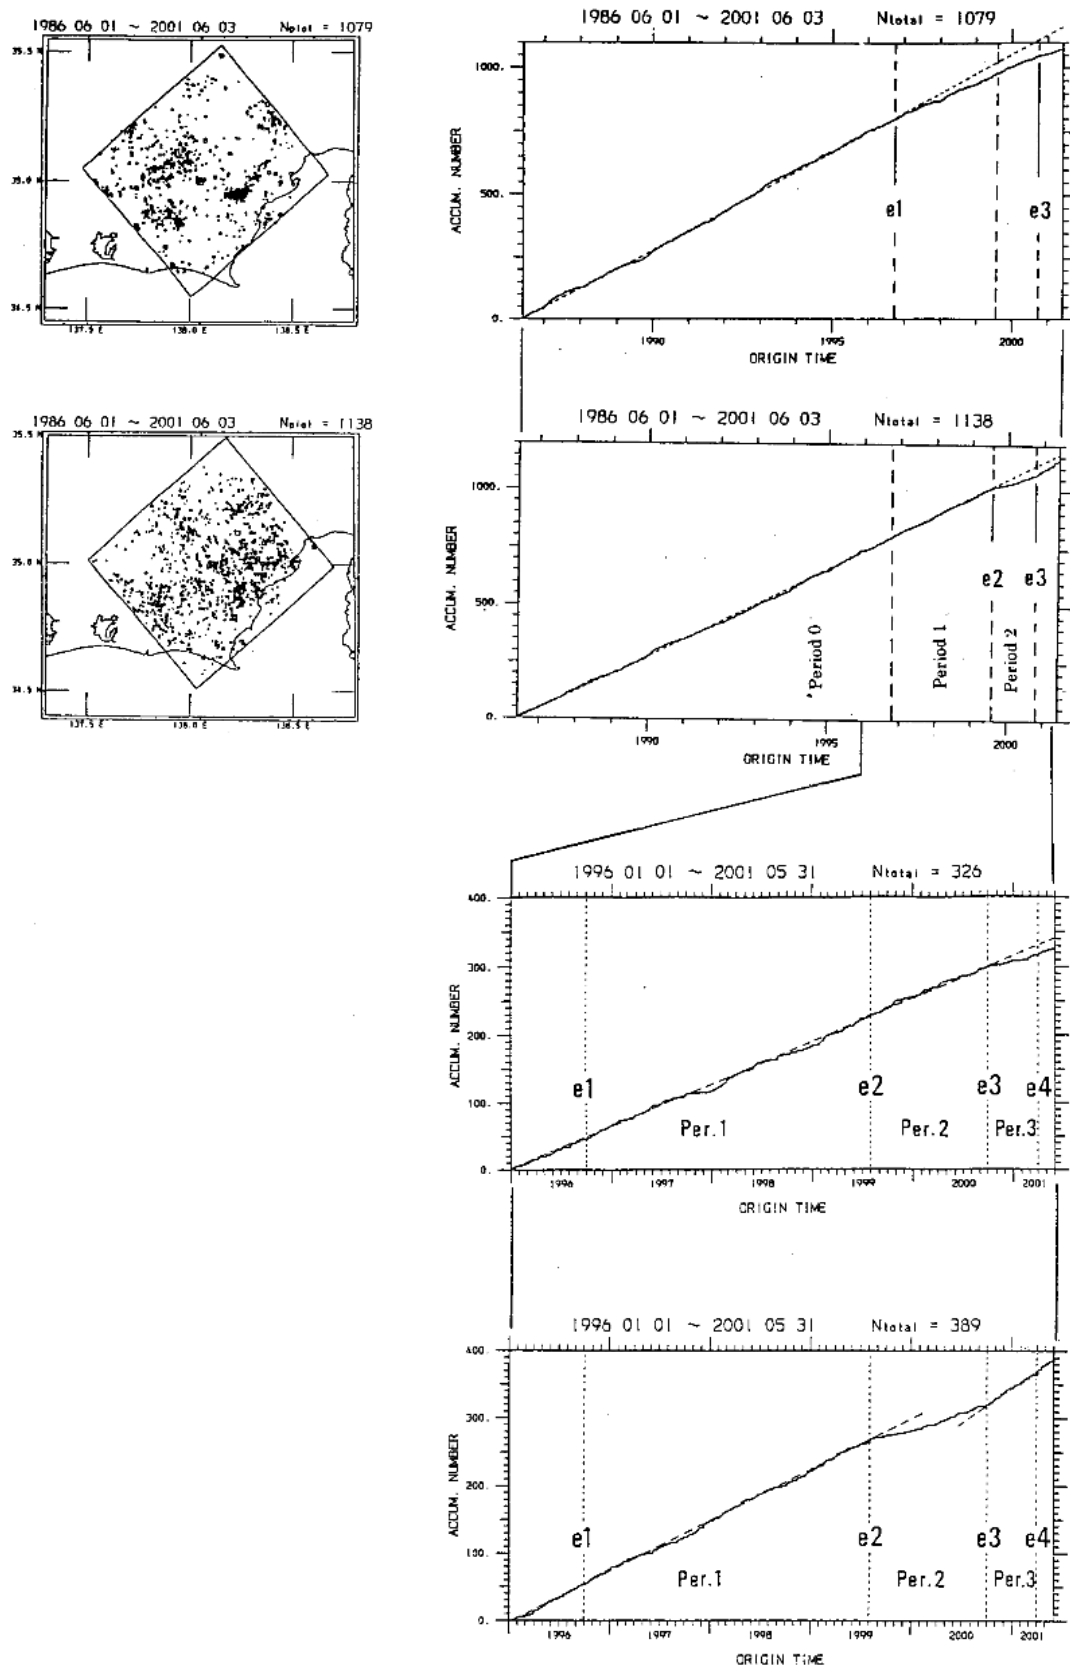 1986 06 01 ~ 2001 06 03 Nplot = 1079
35.5
35.0
34.5 N
137.5 E 138.0 E 138.5 E
1986 06 01 ~ 2001 06 03 Ntotal = 1079
ACCUM. NUMBER
1000.
500.
0.
e1
e3
1990 1995 2000
ORIGIN TIME
1986 06 01 ~ 2001 06 03 Nplot = 1138
35.5
35.0
34.5 N
137.5 E 138.0 E 138.5 E
1986 06 01 ~ 2001 06 03 Ntotal = 1138
ACCUM. NUMBER
1000.
500.
0.
e2
e3
Period 0
Period 1
Period 2
1990 1995 2000
ORIGIN TIME
1996 01 01 ~ 2001 05 31 Ntotal = 326
ACCUM. NUMBER
400.
300.
200.
100.
0.
e1 e2 e3 e4
Per.1 Per.2 Per.3
1996 1997 1998 1999 2000 2001
ORIGIN TIME
1996 01 01 ~ 2001 05 31 Ntotal = 389
ACCUM. NUMBER
400.
300.
200.
100.
0.
e1 e2 e3 e4
Per.1 Per.2 Per.3
1996 1997 1998 1999 2000 2001
ORIGIN TIME